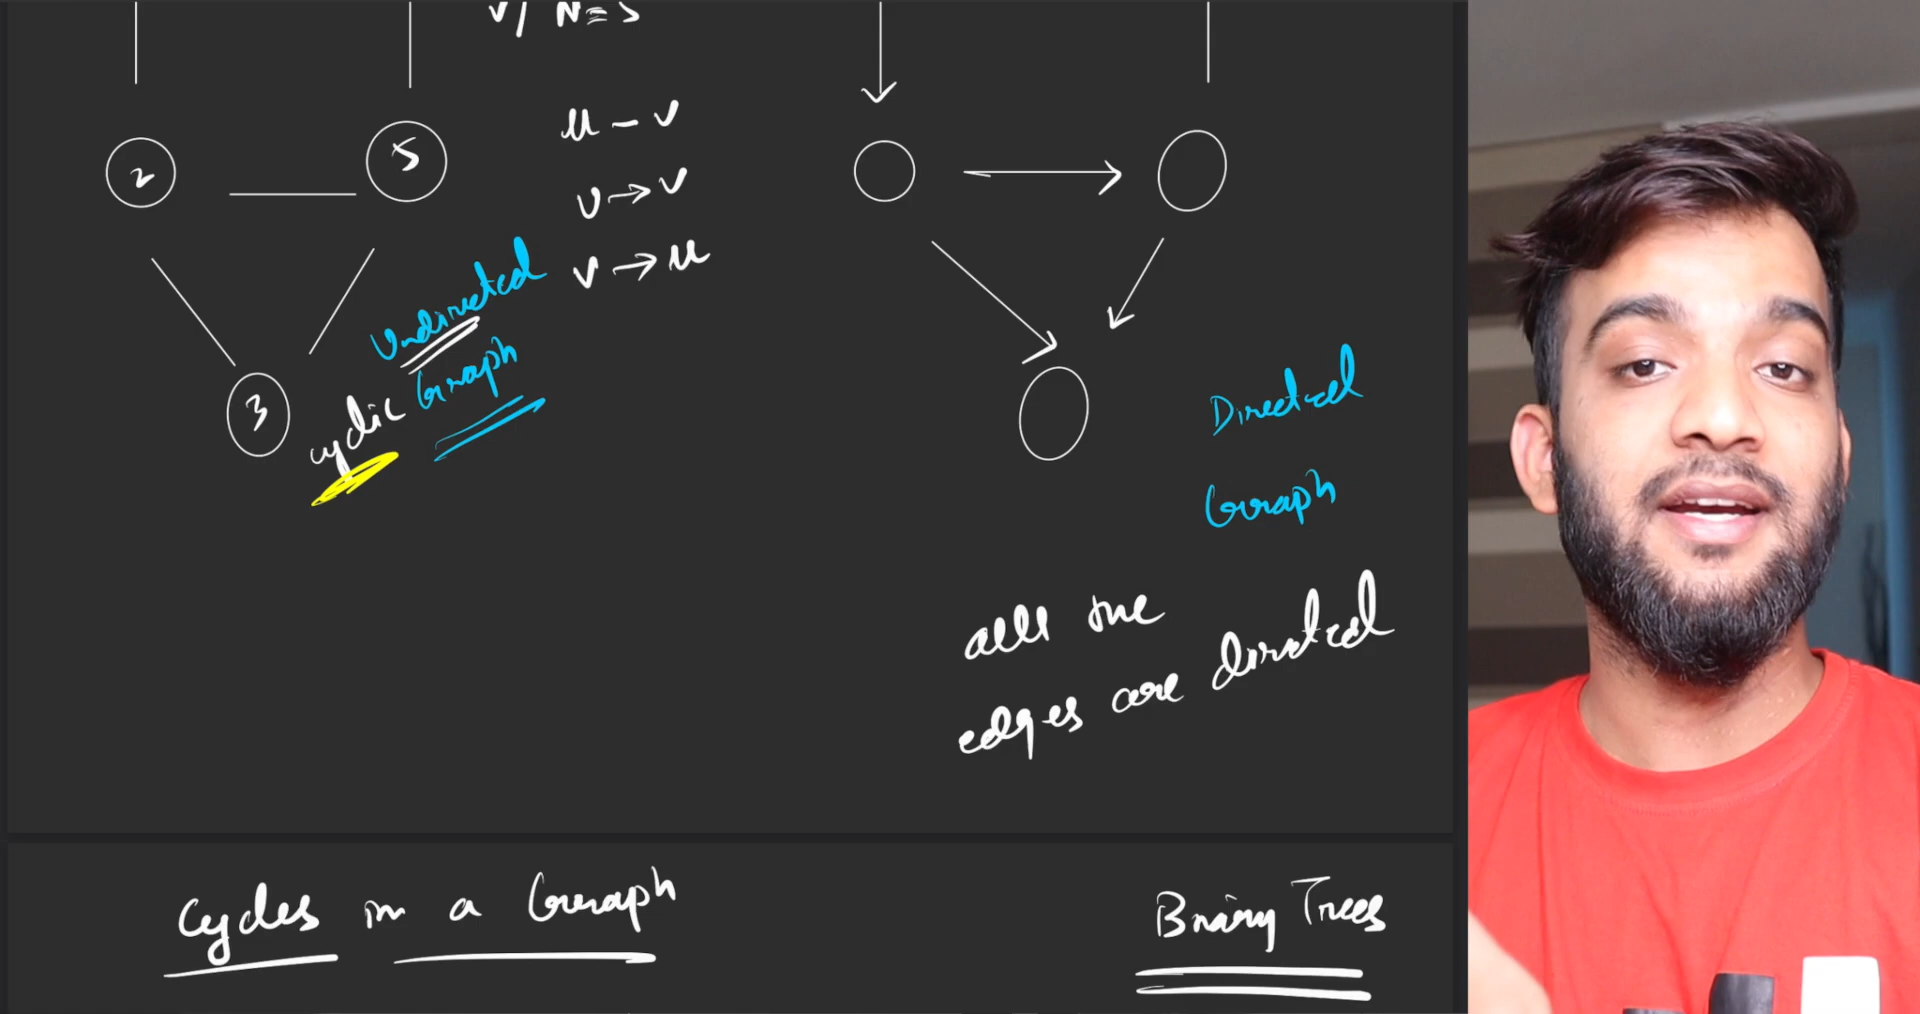 2
5
u - v
u → v
v → u
Undirected
Graph
3
cyclic
Directed
Graph
all the
edges are directed
Cycles in a Graph
Binary Trees